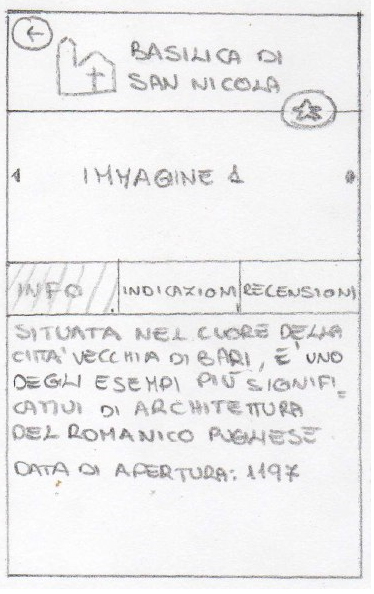 BASILICA DI
SAN NICOLA
IMMAGINE 1
INFO
INDICAZIONI
RECENSIONI
SITUATA NEL CUORE DELLA
CITTA' VECCHIA DI BARI, E' UNO
DEGLI ESEMPI PIÙ SIGNIFI=
CATIVI DI ARCHITETTURA
DEL ROMANICO PUGLIESE
DATA DI APERTURA: 1197